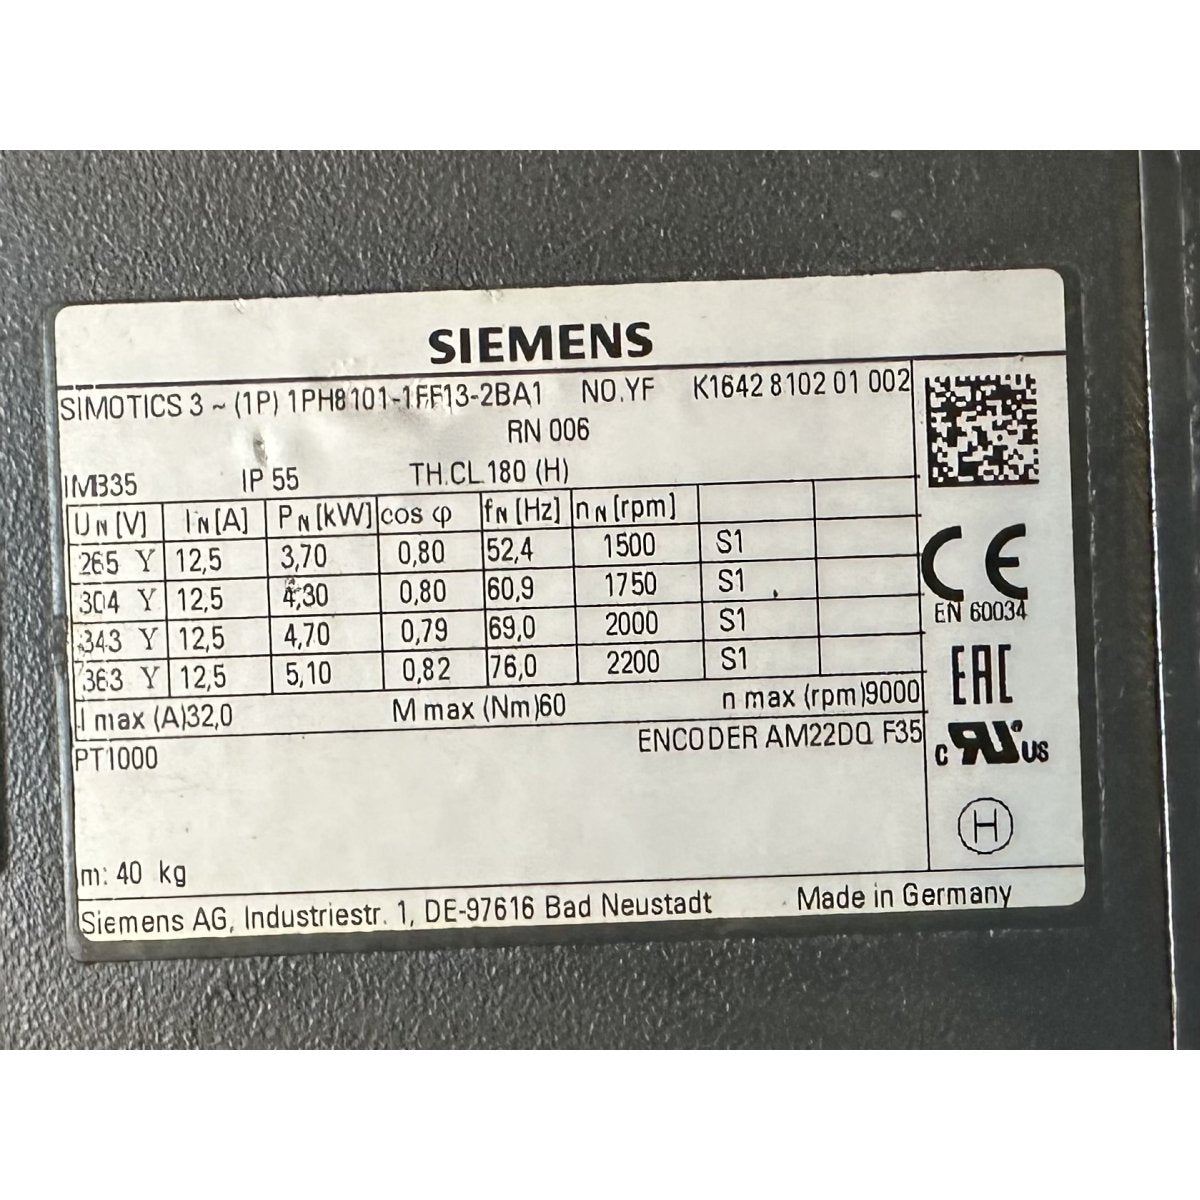 SIEMENS
SIMOTICS 3 ~ (1P) 1PH8101-1FF13-2BA1 NO.YF K1642 8102 01 002
RN 006
IMB35 IP 55 TH.CL.180 (H)
UN [V] IN [A] PN [kW] cos φ fN [Hz] nN [rpm]
265 Y 12,5 3,70 0,80 52,4 1500 S1
304 Y 12,5 4,30 0,80 60,9 1750 S1
343 Y 12,5 4,70 0,79 69,0 2000 S1
363 Y 12,5 5,10 0,82 76,0 2200 S1
I max (A)32,0 M max (Nm)60 n max (rpm)9000
PT1000 ENCODER AM22DQ F35
m: 40 kg
Siemens AG, Industriestr. 1, DE-97616 Bad Neustadt Made in Germany
CE
EN 60034
EAC
c RU US
H